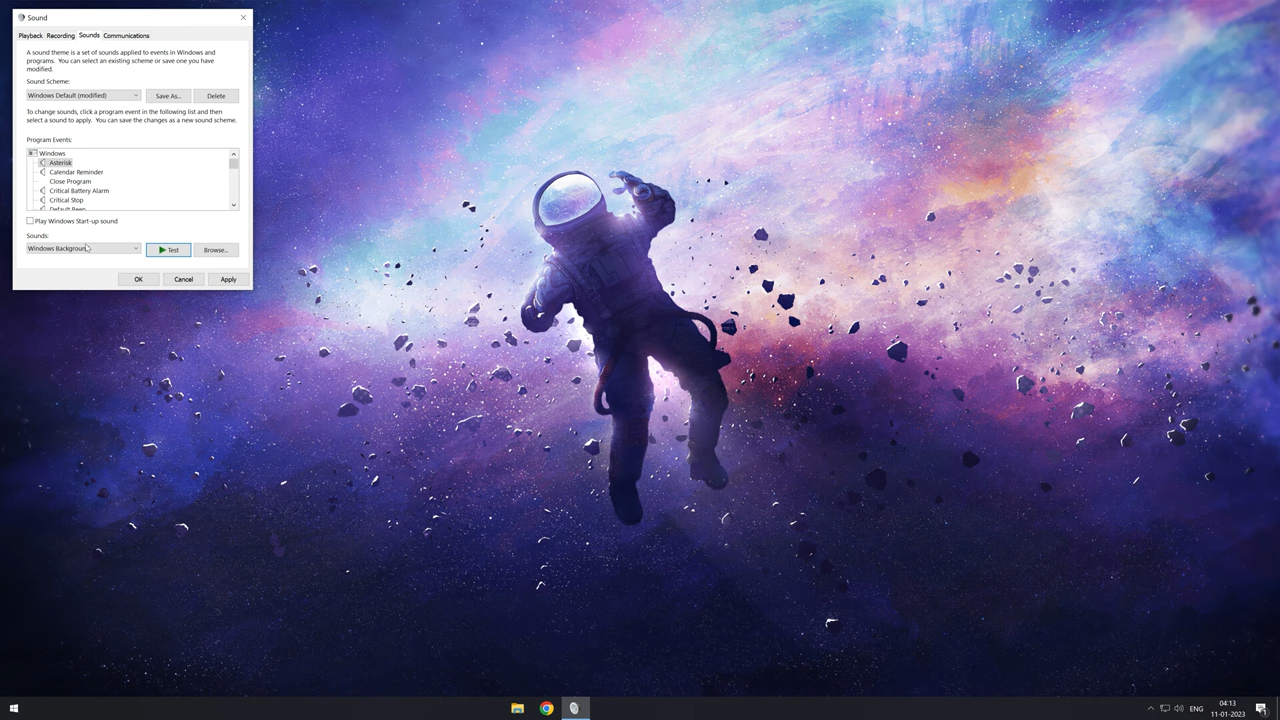 Sound
Playback Recording Sounds Communications
A sound theme is a set of sounds applied to events in Windows and
programs. You can select an existing scheme or save one you have
modified.
Sound Scheme:
Windows Default (modified) Save As... Delete
To change sounds, click a program event in the following list and then
select a sound to apply. You can save the changes as a new sound scheme.
Program Events:
Windows
Asterisk
Calendar Reminder
Close Program
Critical Battery Alarm
Critical Stop
Default Beep
Play Windows Start-up sound
Sounds:
Windows Background Test Browse...
OK Cancel Apply
ENG
04:13
11-01-2023